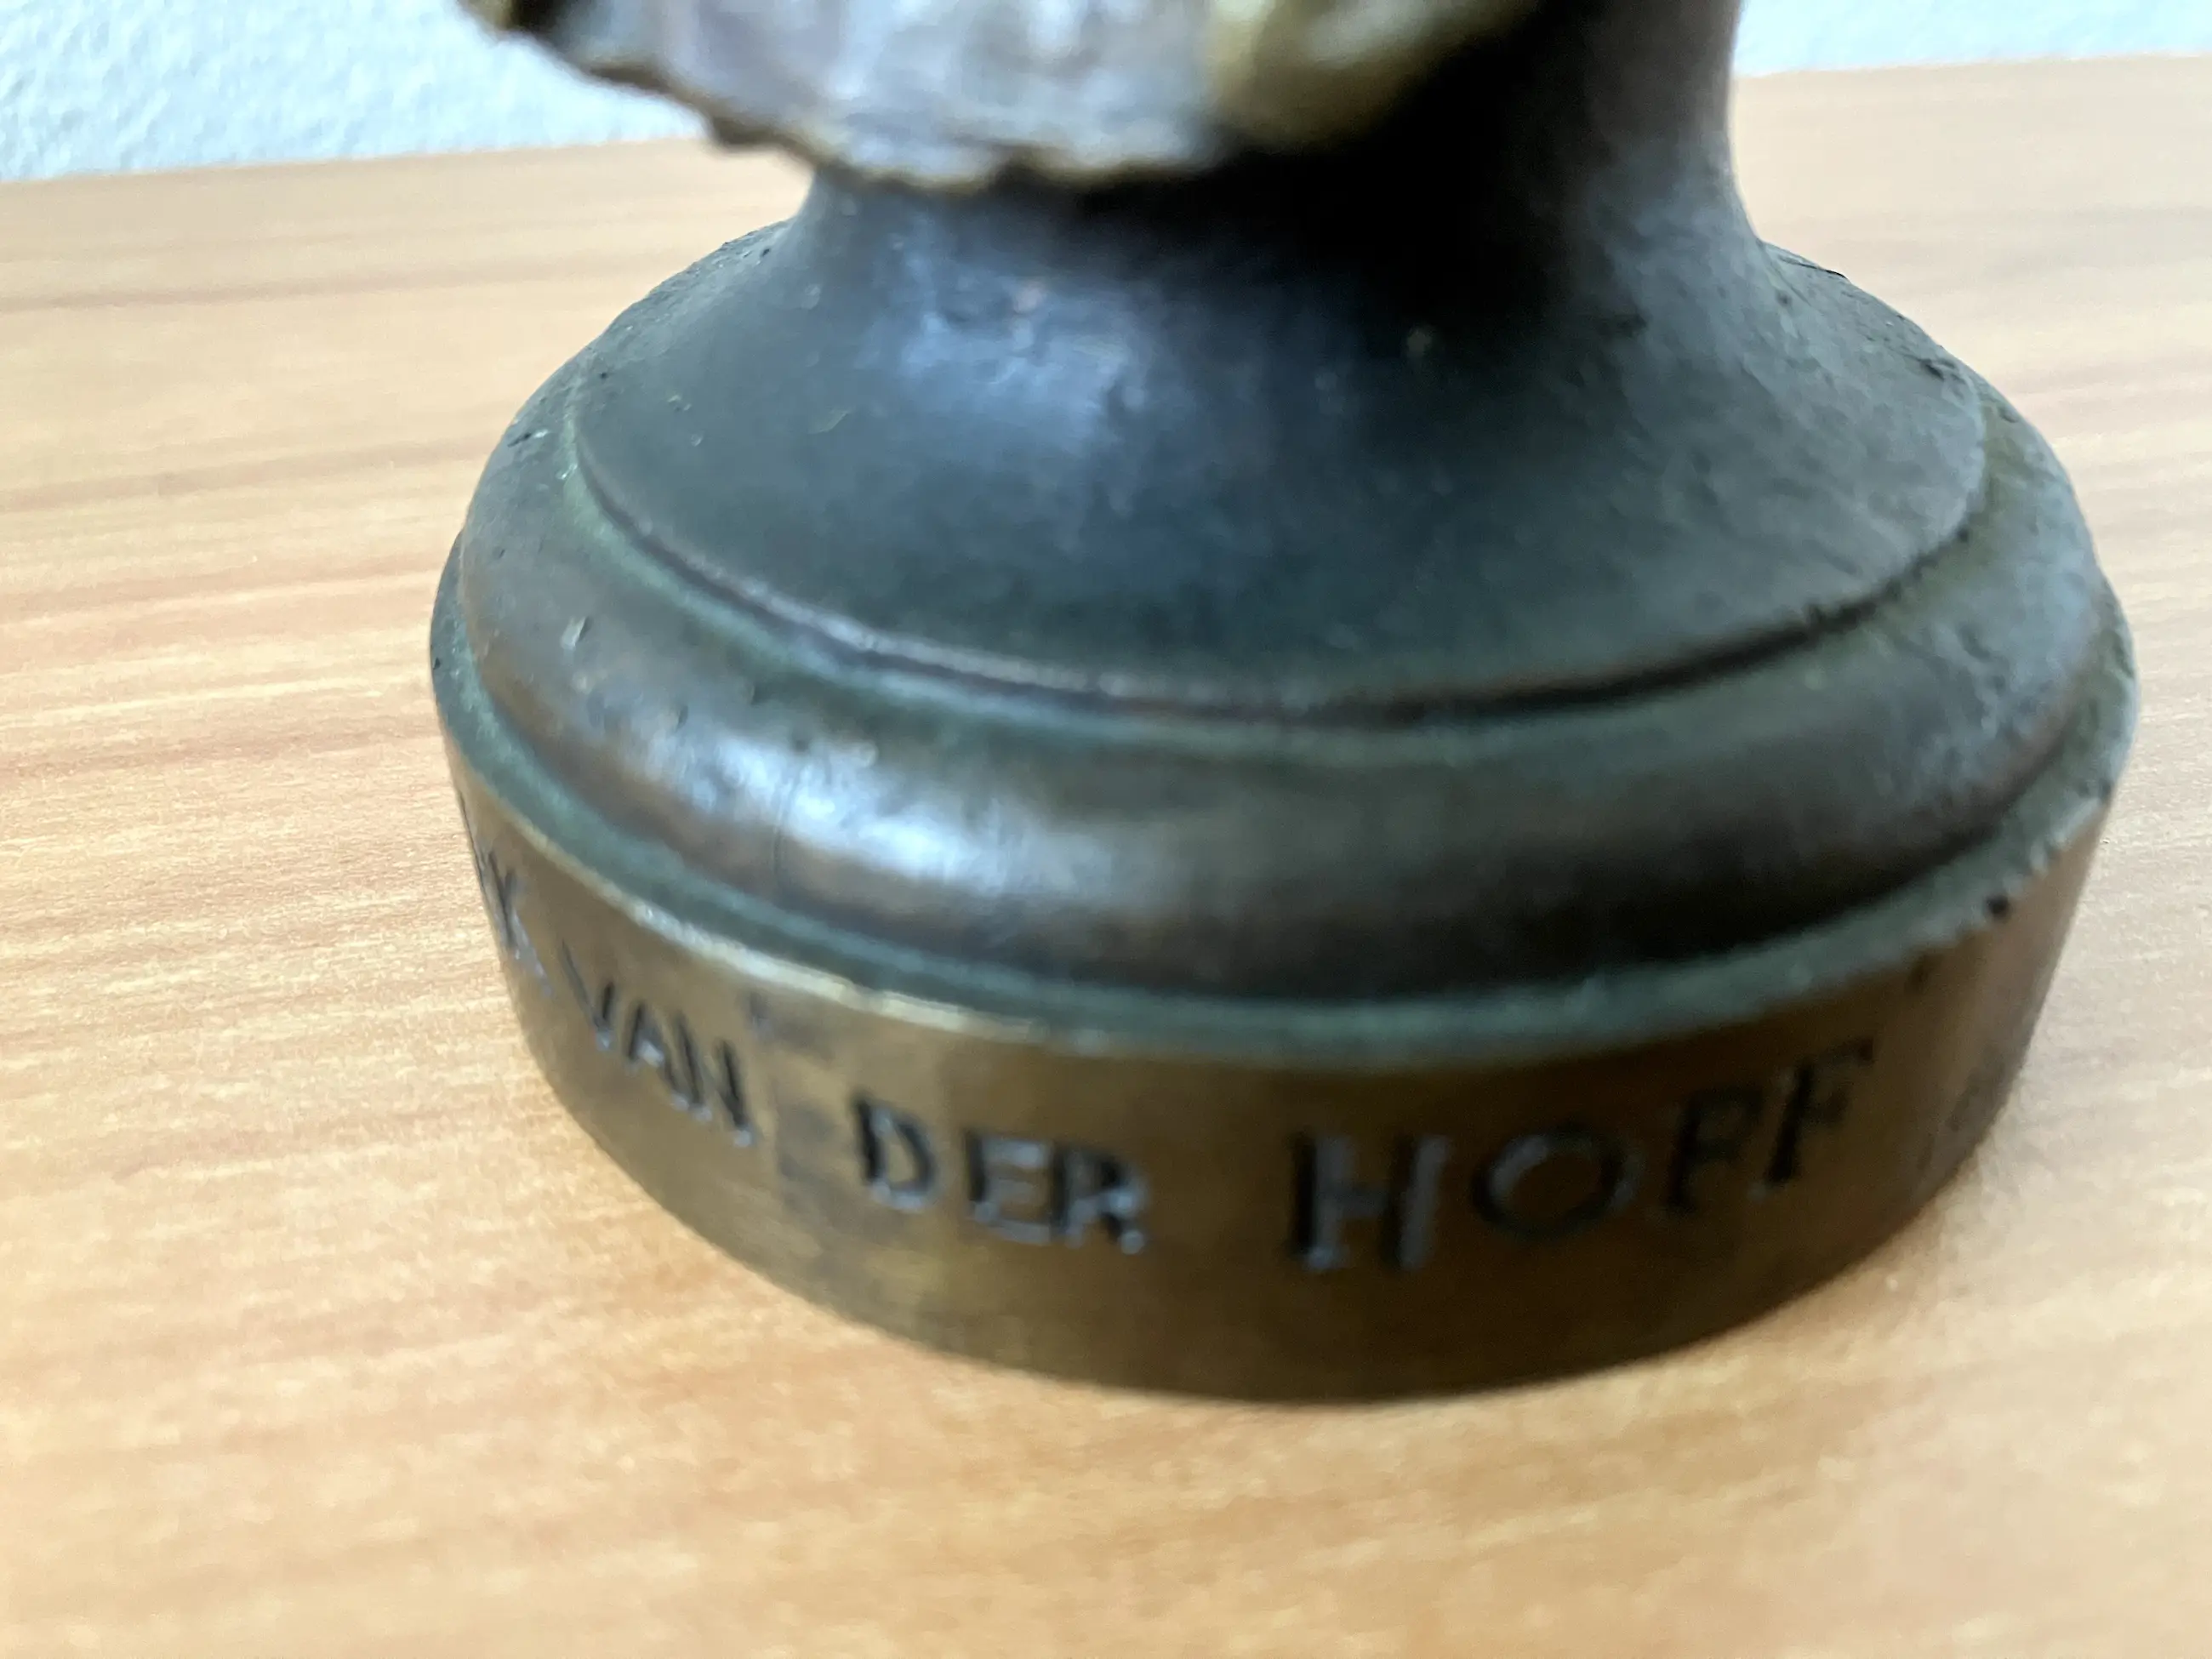 VAN DER HOFF